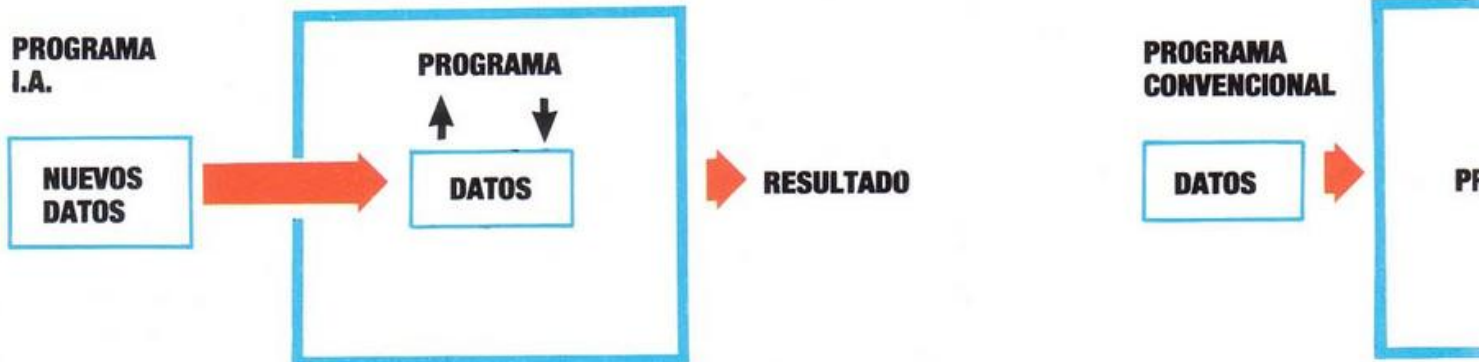 PROGRAMA
I.A.
NUEVOS
DATOS
PROGRAMA
DATOS
RESULTADO
PROGRAMA
CONVENCIONAL
DATOS